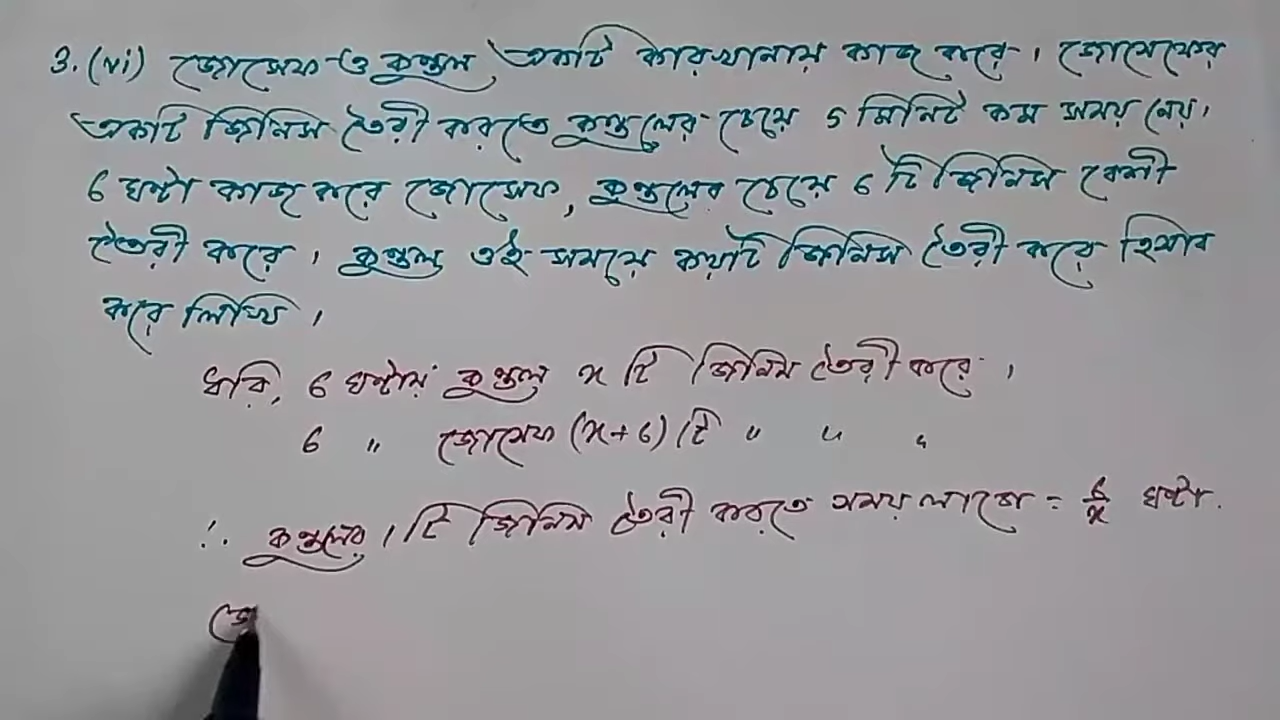 3. (vi) জোসেফ ও কুন্তল একটি কারখানায় কাজ করে। জোসেফের
একটি জিনিস তৈরী করতে কুন্তলের চেয়ে 5 মিনিট কম সময় নেয়।
6 ঘন্টা কাজ করে জোসেফ, কুন্তলের চেয়ে 6 টি জিনিস বেশী
তৈরী করে। কুন্তল ওই সময়ে কয়টি জিনিস তৈরী করে হিসাব
করে লিখি।
ধরি, 6 ঘন্টায় কুন্তল x টি জিনিস তৈরী করে।
6 " জোসেফ (x+6) টি " " "
∴ কুন্তলের 1 টি জিনিস তৈরী করতে সময় লাগে = 6/x ঘন্টা.
জো